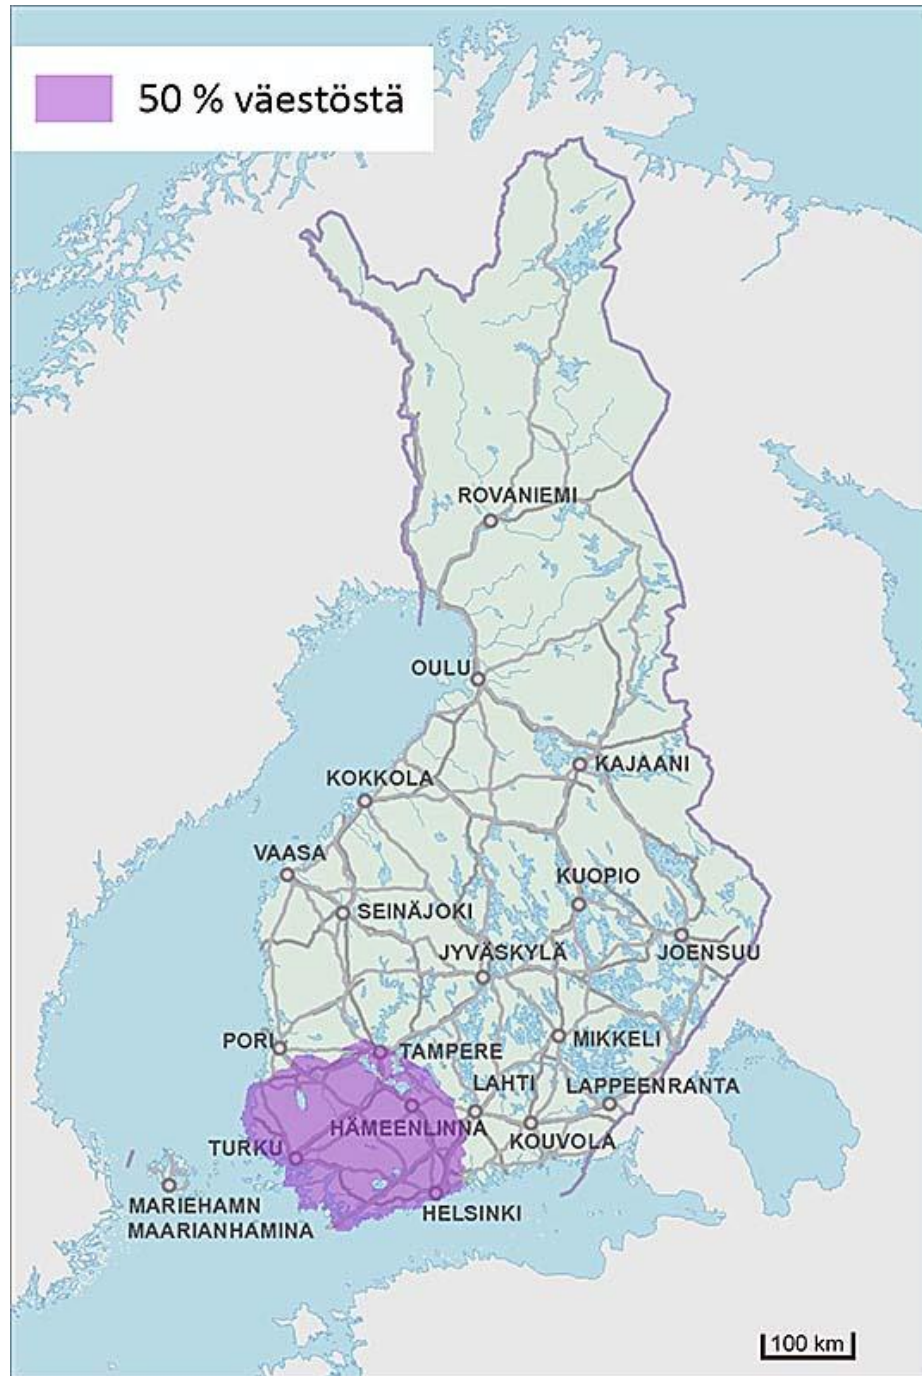 50 % väestöstä
ROVANIEMI
OULU
KAJAANI
KOKKOLA
VAASA
KUOPIO
SEINÄJOKI
JYVÄSKYLÄ
JOENSUU
PORI
TAMPERE
MIKKELI
LAHTI
LAPPEENRANTA
HÄMEENLINNA
KOUVOLA
TURKU
MARIEHAMN
MAARIANHAMINA
HELSINKI
100 km